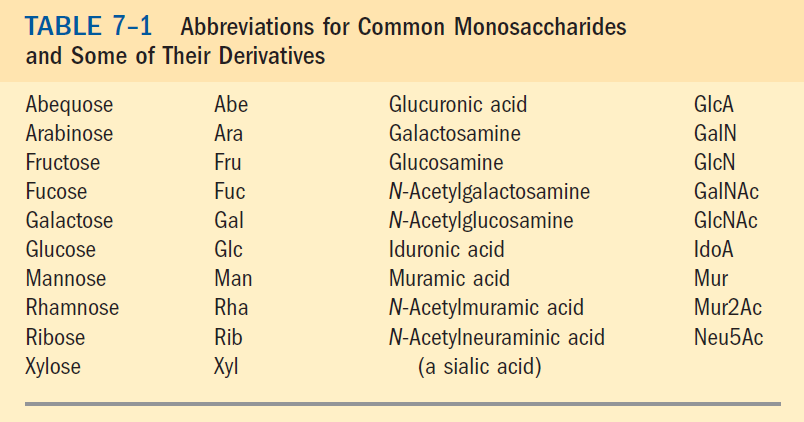 TABLE 7–1 Abbreviations for Common Monosaccharides
and Some of Their Derivatives
Abequose Abe Glucuronic acid GlcA
Arabinose Ara Galactosamine GalN
Fructose Fru Glucosamine GlcN
Fucose Fuc N-Acetylgalactosamine GalNAc
Galactose Gal N-Acetylglucosamine GlcNAc
Glucose Glc Iduronic acid IdoA
Mannose Man Muramic acid Mur
Rhamnose Rha N-Acetylmuramic acid Mur2Ac
Ribose Rib N-Acetylneuraminic acid Neu5Ac
Xylose Xyl (a sialic acid)